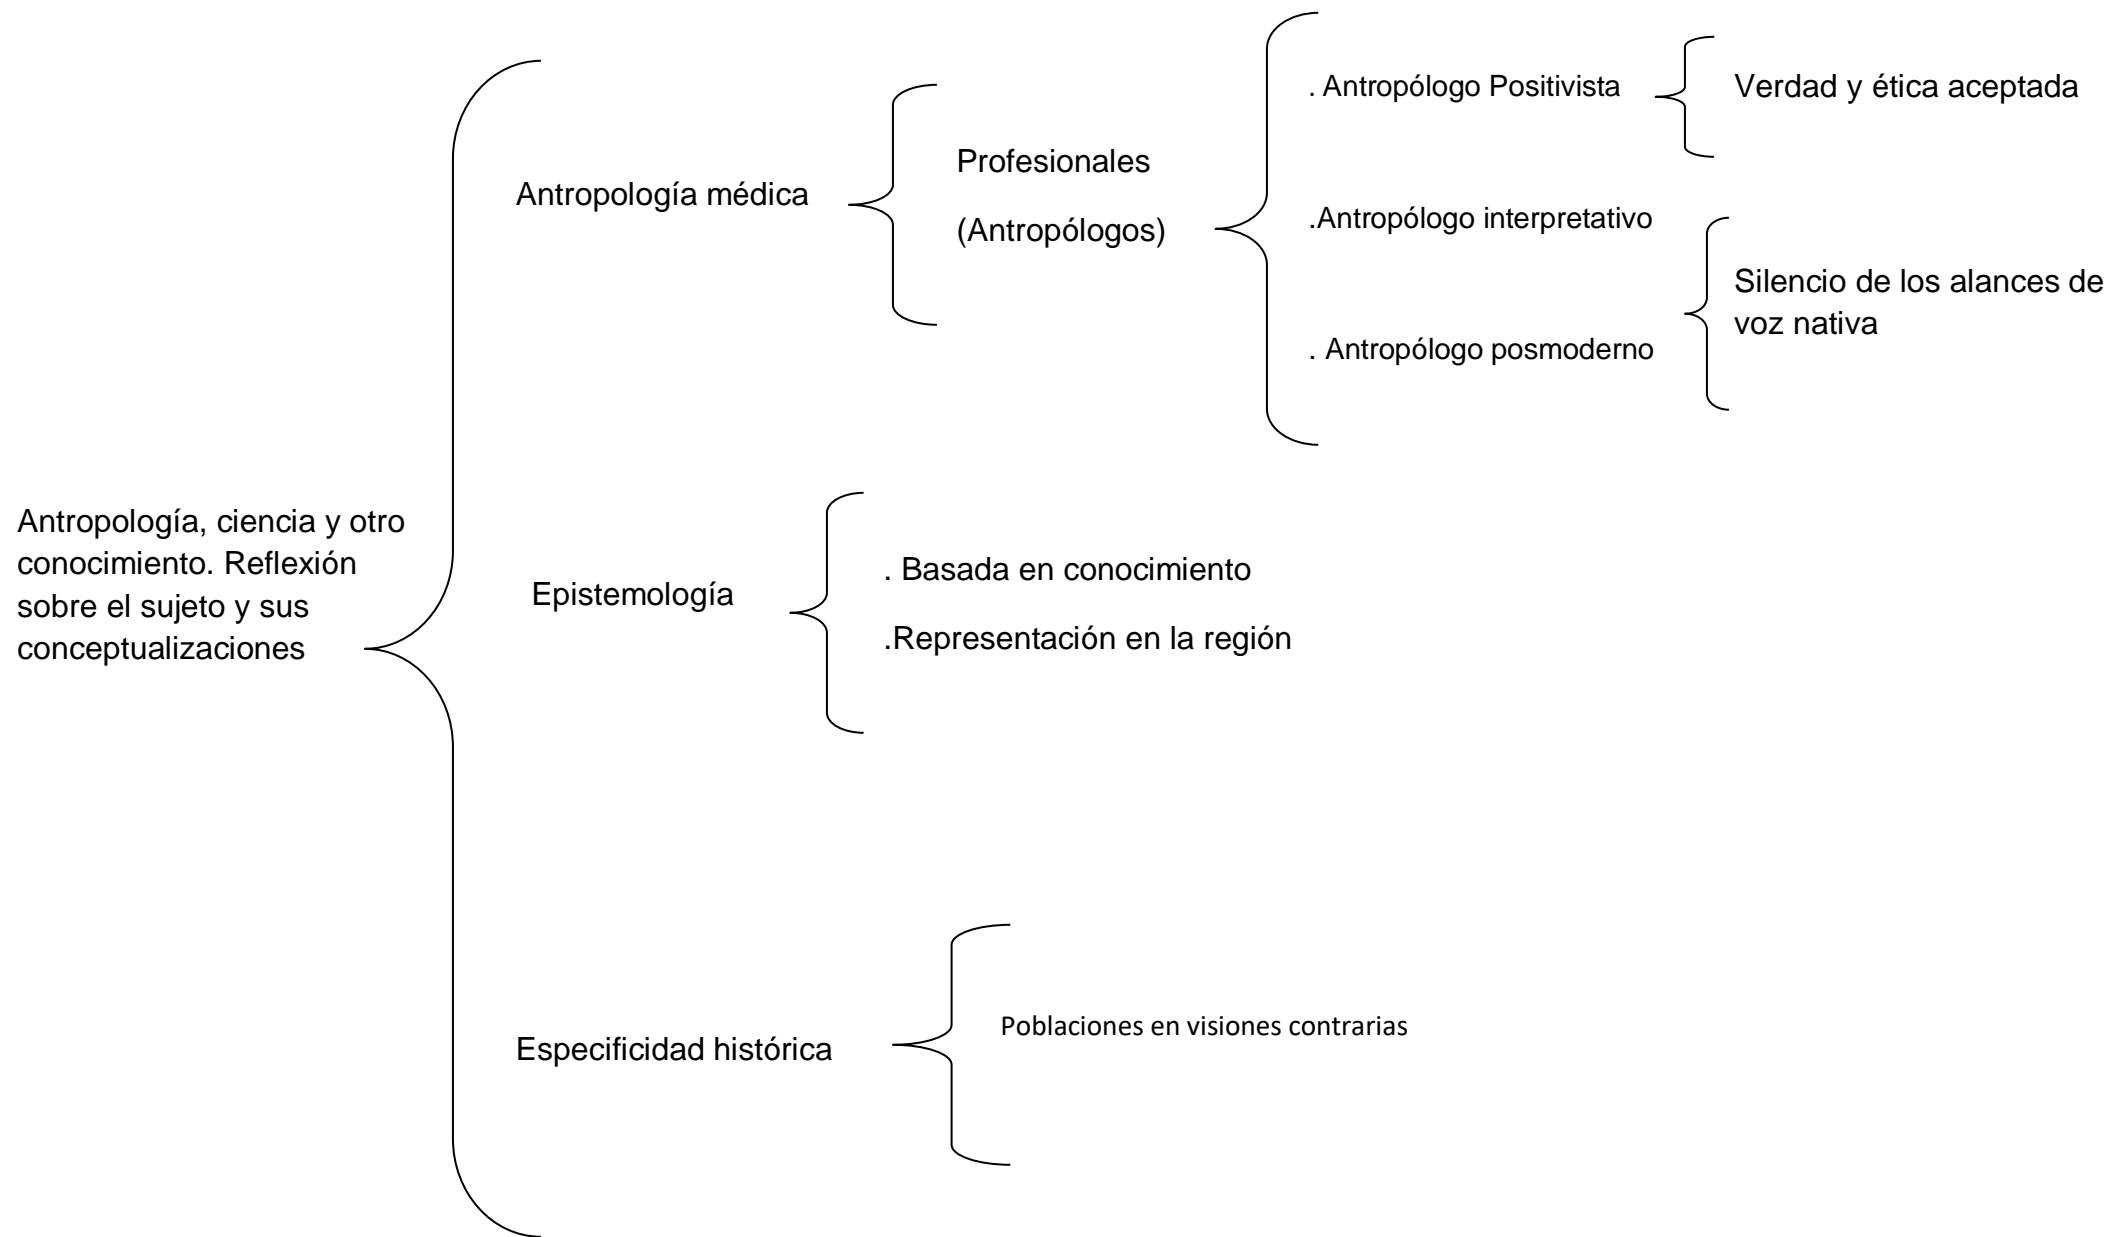 Antropología, ciencia y otro
conocimiento. Reflexión
sobre el sujeto y sus
conceptualizaciones
Antropología médica
Profesionales
(Antropólogos)
. Antropólogo Positivista
Verdad y ética aceptada
.Antropólogo interpretativo
. Antropólogo posmoderno
Silencio de los alances de
voz nativa
Epistemología
. Basada en conocimiento
.Representación en la región
Especificidad histórica
Poblaciones en visiones contrarias